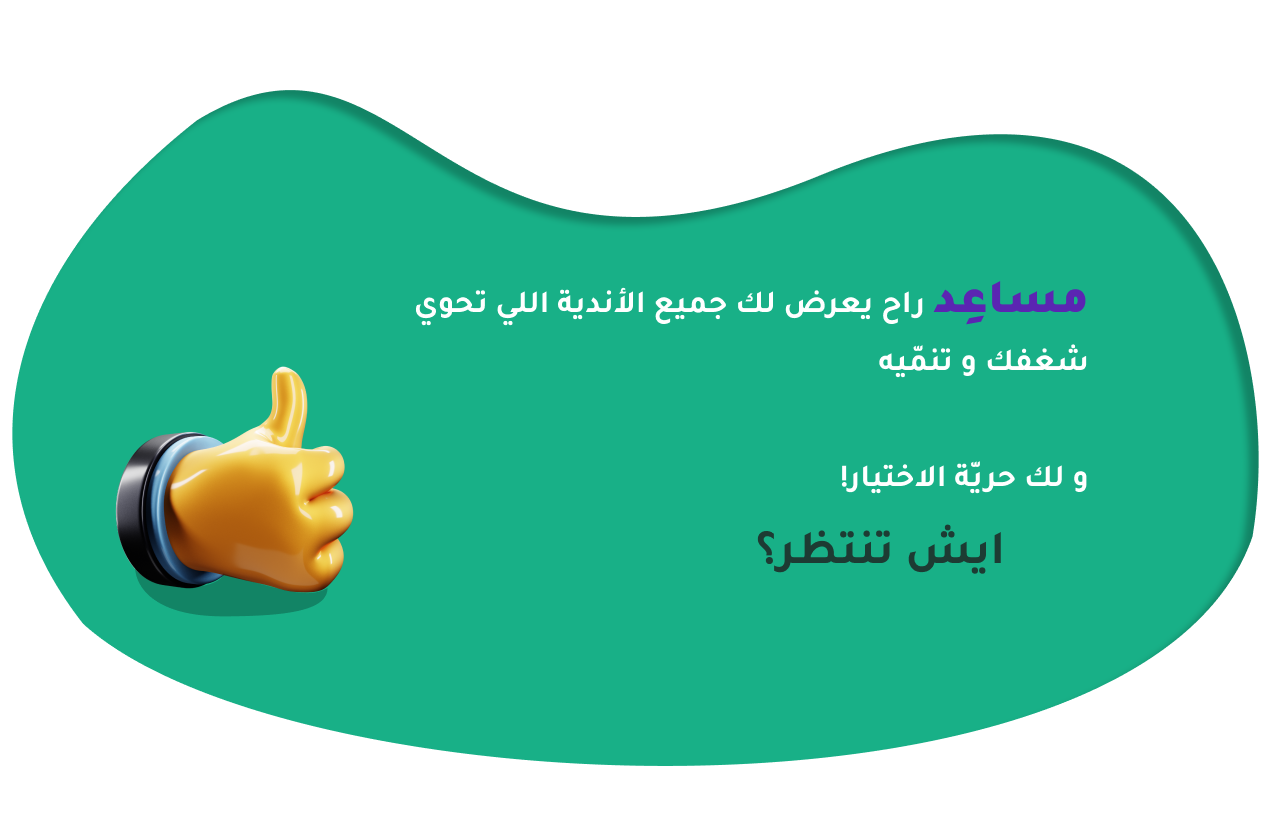 مساعِد راح يعرض لك جميع الأندية اللي تحوي
شغفك و تنمّيه
و لك حريّة الاختيار!
ايش تنتظر؟